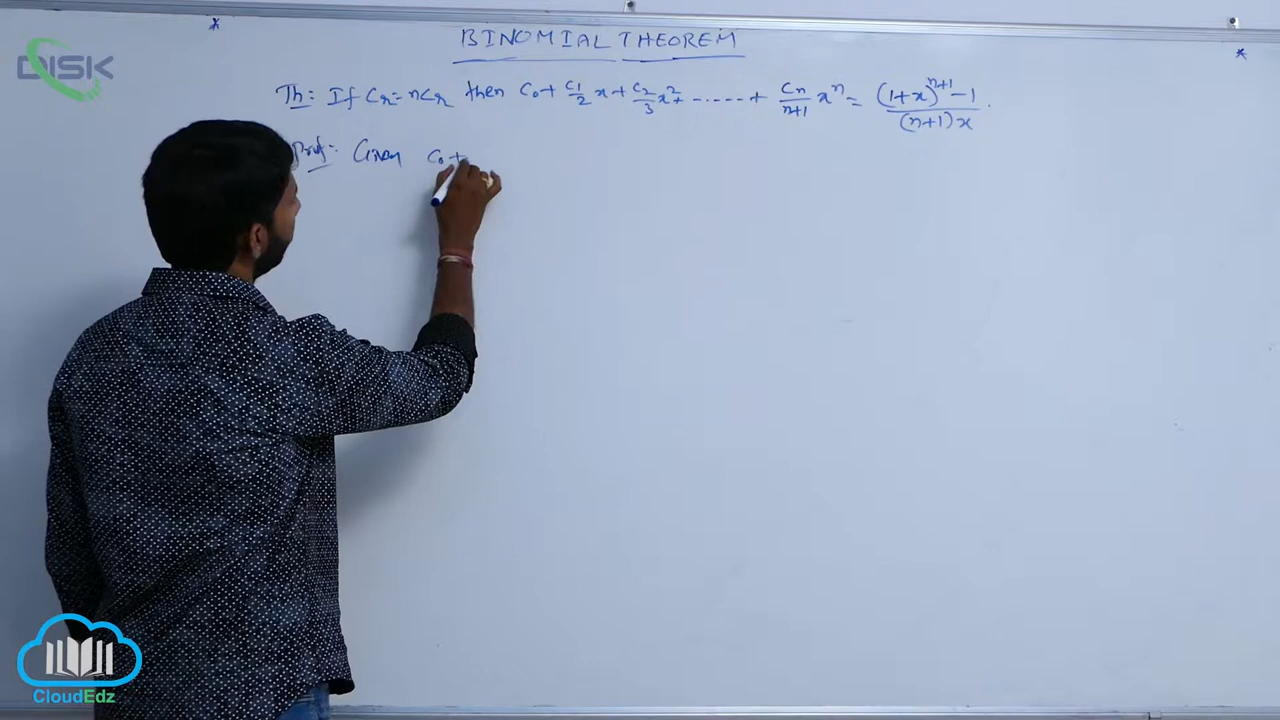 BINOMIAL THEOREM
DISK
Th: If Cr = nCr then C0 + C1/2 x + C2/3 x² + ...... + Cn/n+1 xⁿ = (1+x)ⁿ⁺¹ - 1 / (n+1)x .
Prof:- Given C0 +
CloudEdz